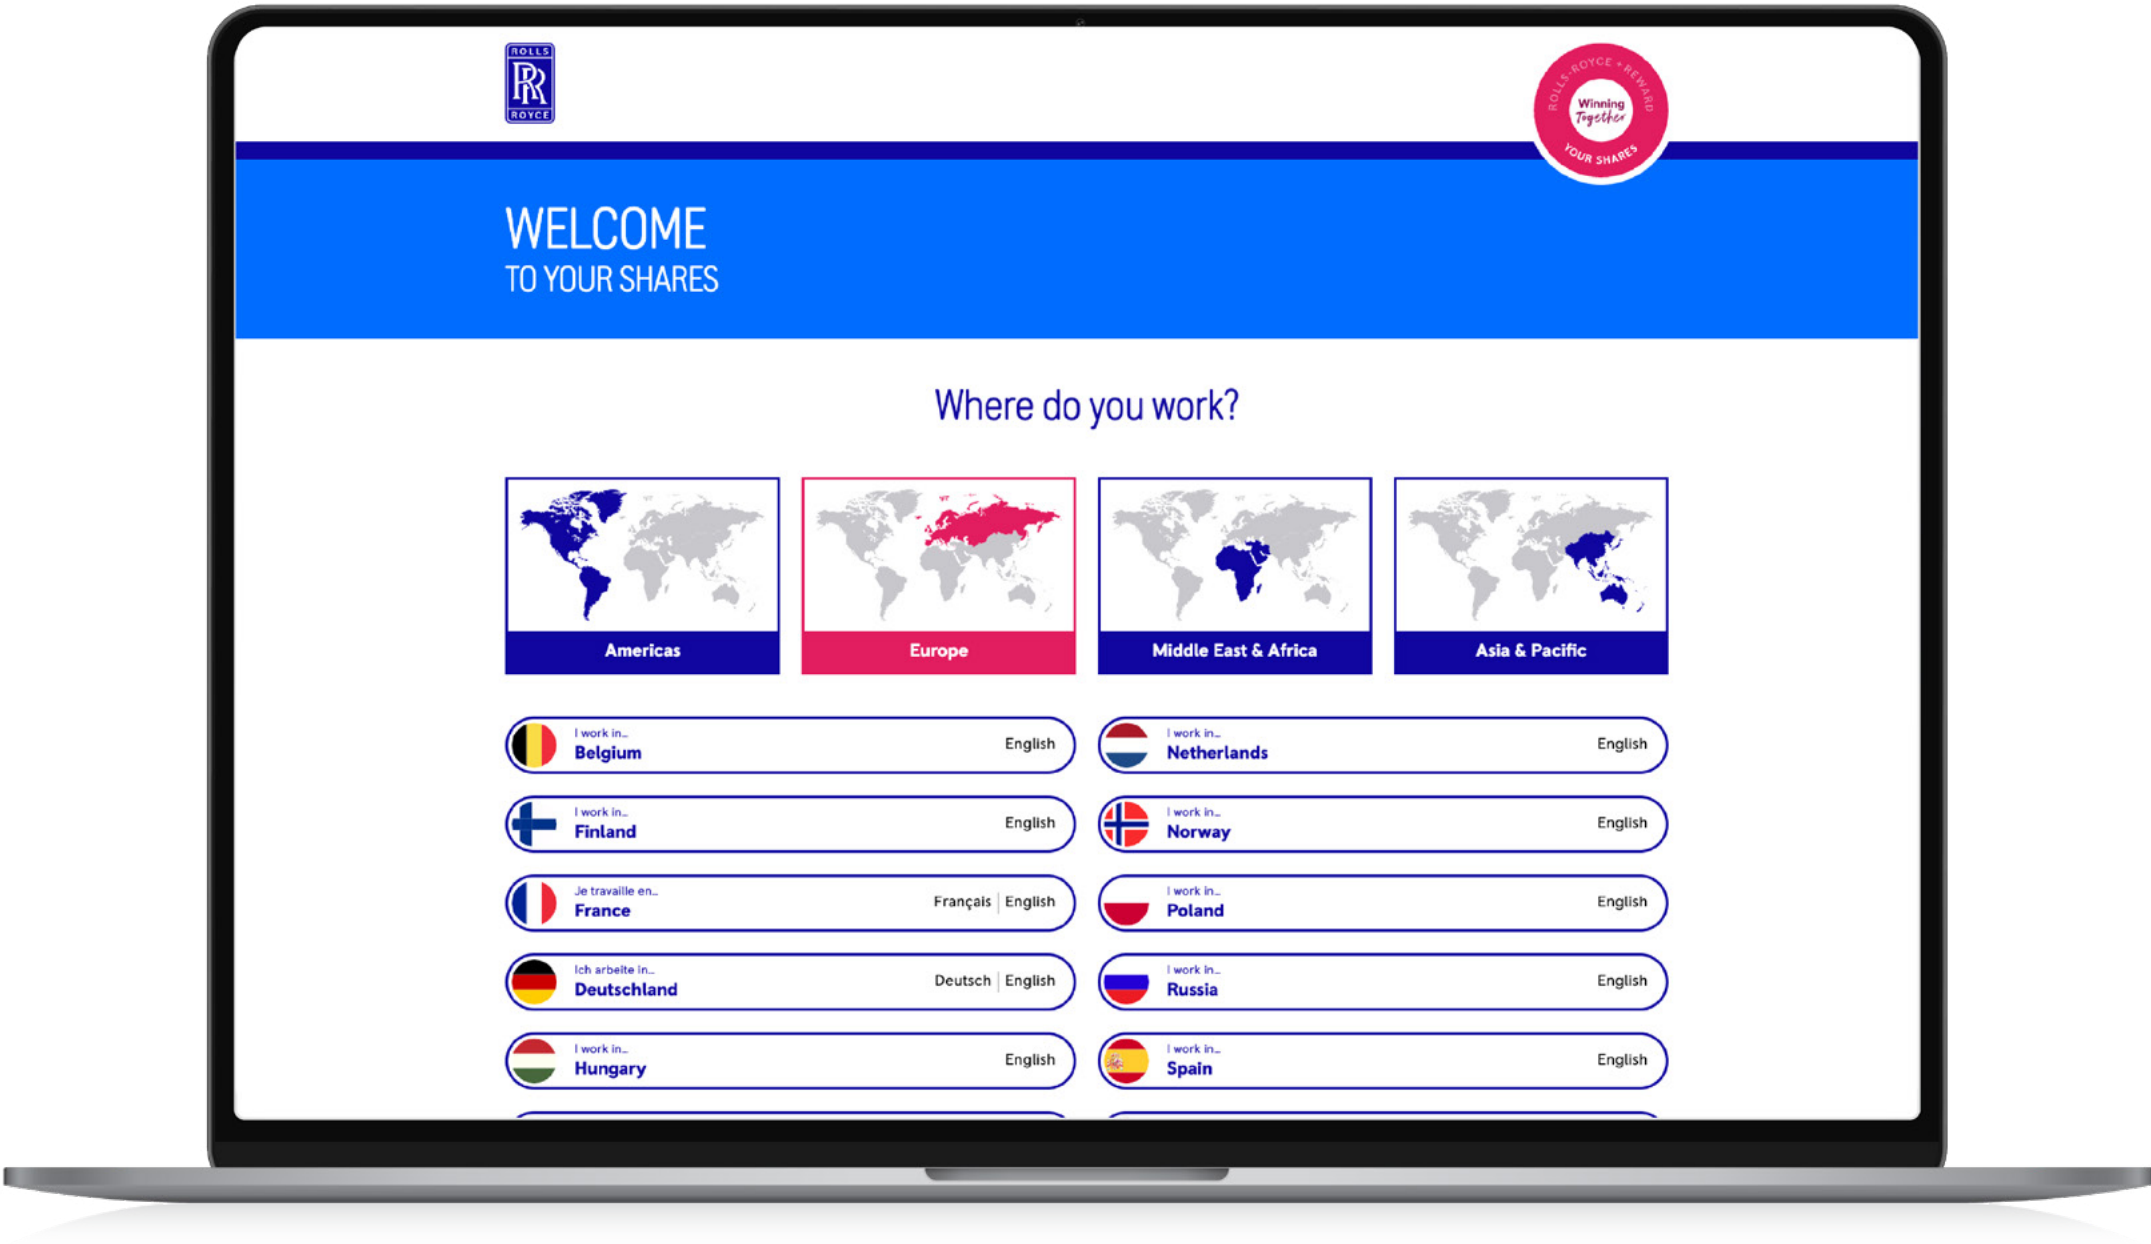 ROLLS
RR
ROYCE
ROLLS-ROYCE + REWARD
Winning
Together
YOUR SHARES
WELCOME
TO YOUR SHARES
Where do you work?
Americas
Europe
Middle East & Africa
Asia & Pacific
I work in...
Belgium
English
I work in...
Netherlands
English
I work in...
Finland
English
I work in...
Norway
English
Je travaille en...
France
Français | English
I work in...
Poland
English
Ich arbeite in...
Deutschland
Deutsch | English
I work in...
Russia
English
I work in...
Hungary
English
I work in...
Spain
English